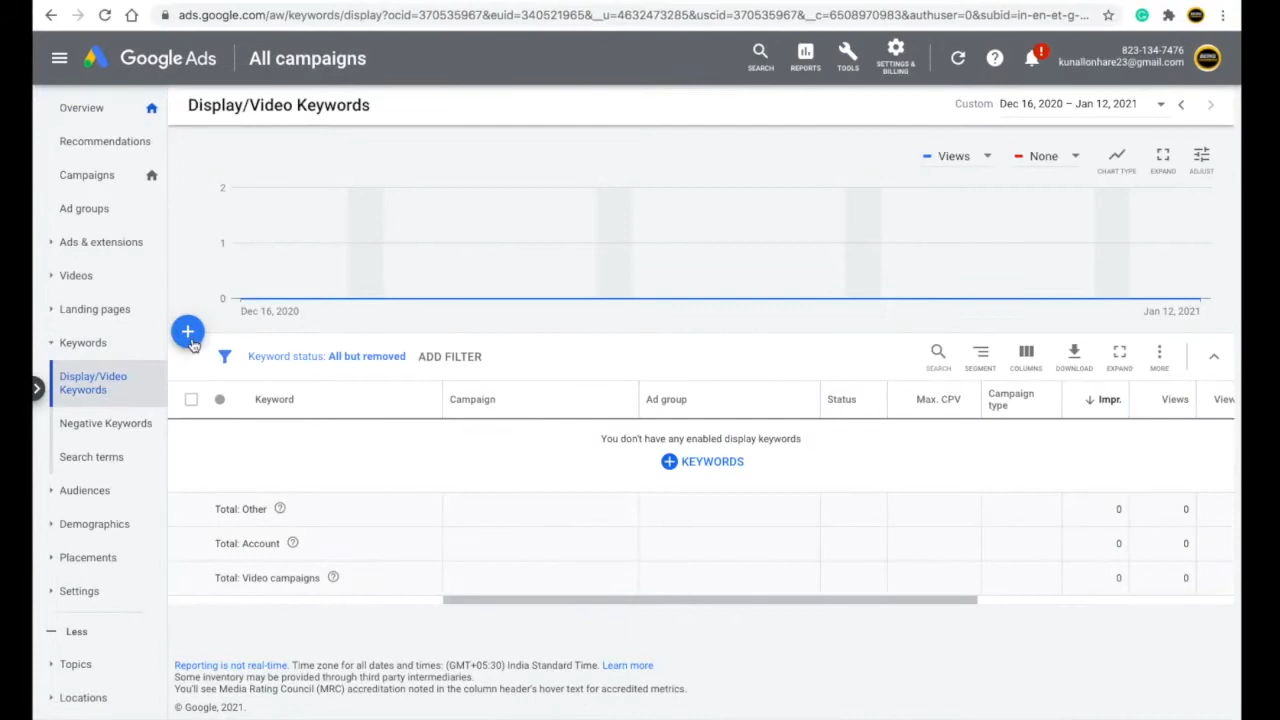 ads.google.com/aw/keywords/display?ocid=370535967&euid=340521965&__u=4632473285&uscid=370535967&__c=6508970983&authuser=0&subid=in-en-et-g-...
Google Ads
All campaigns
SEARCH
REPORTS
TOOLS
SETTINGS & BILLING
!
823-134-7476
kunallonhare23@gmail.com
Overview
Recommendations
Campaigns
Ad groups
Ads & extensions
Videos
Landing pages
Keywords
Display/Video
Keywords
Negative Keywords
Search terms
Audiences
Demographics
Placements
Settings
Less
Topics
Locations
Display/Video Keywords
Custom Dec 16, 2020 – Jan 12, 2021
Views
None
CHART TYPE
EXPAND
ADJUST
2
1
0
Dec 16, 2020
Jan 12, 2021
Keyword status: All but removed
ADD FILTER
SEARCH
SEGMENT
COLUMNS
DOWNLOAD
EXPAND
MORE
Keyword
Campaign
Ad group
Status
Max. CPV
Campaign
type
Impr.
Views
View
You don't have any enabled display keywords
KEYWORDS
Total: Other
0
0
Total: Account
0
0
Total: Video campaigns
0
0
Reporting is not real-time. Time zone for all dates and times: (GMT+05:30) India Standard Time. Learn more
Some inventory may be provided through third party intermediaries.
You'll see Media Rating Council (MRC) accreditation noted in the column header's hover text for accredited metrics.
© Google, 2021.